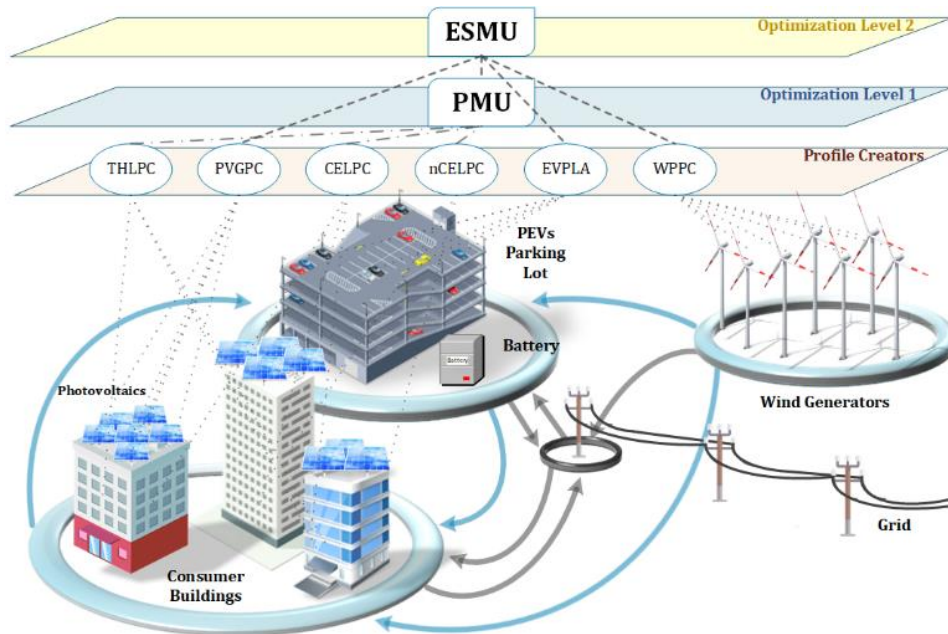 Optimization Level 2
ESMU
Optimization Level 1
PMU
Profile Creators
THLPC
PVGPC
CELPC
nCELPC
EVPLA
WPPC
PEVs
Parking
Lot
Battery
Battery
Photovoltaics
Wind Generators
Grid
Consumer
Buildings